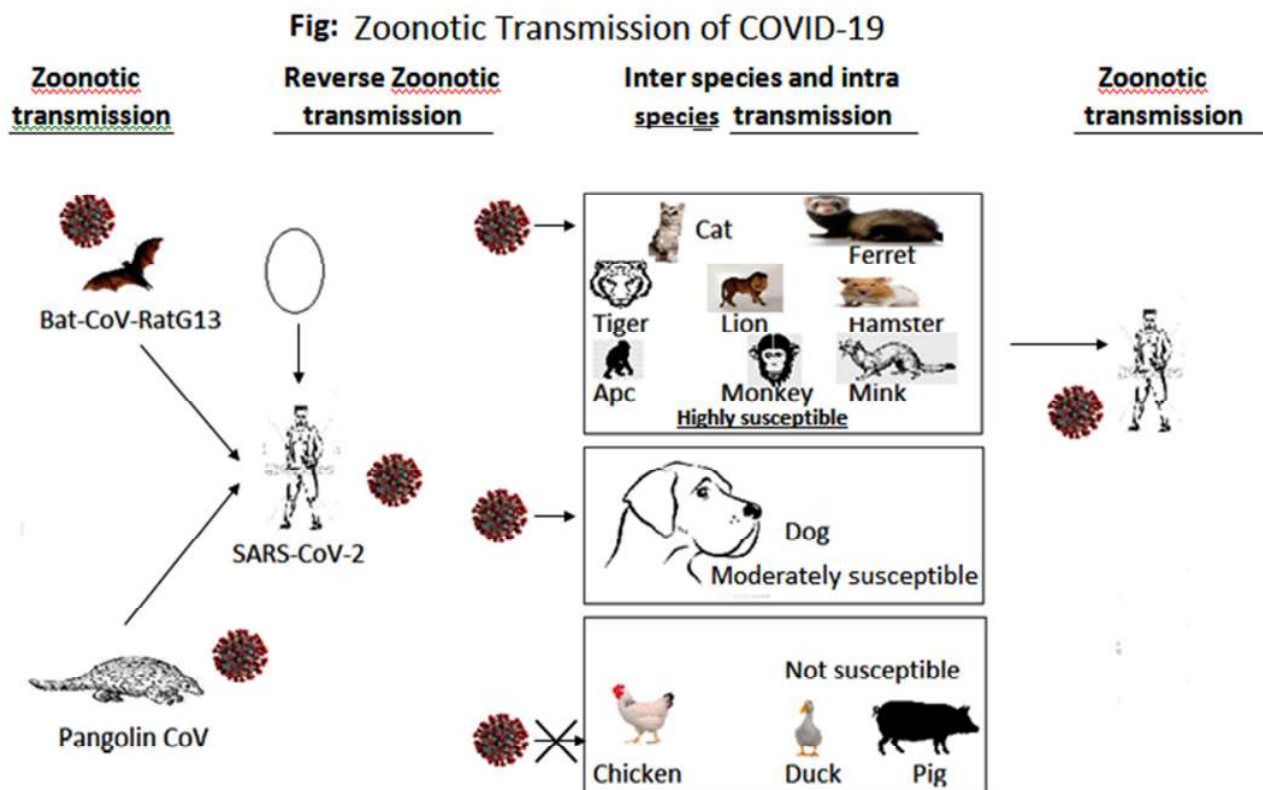 Fig: Zoonotic Transmission of COVID-19
Zoonotic
transmission
Reverse Zoonotic
transmission
Inter species and intra
species transmission
Zoonotic
transmission
Bat-CoV-RatG13
SARS-CoV-2
Pangolin CoV
Cat
Ferret
Tiger
Lion
Hamster
Apc
Monkey
Mink
Highly susceptible
Dog
Moderately susceptible
Not susceptible
Chicken
Duck
Pig